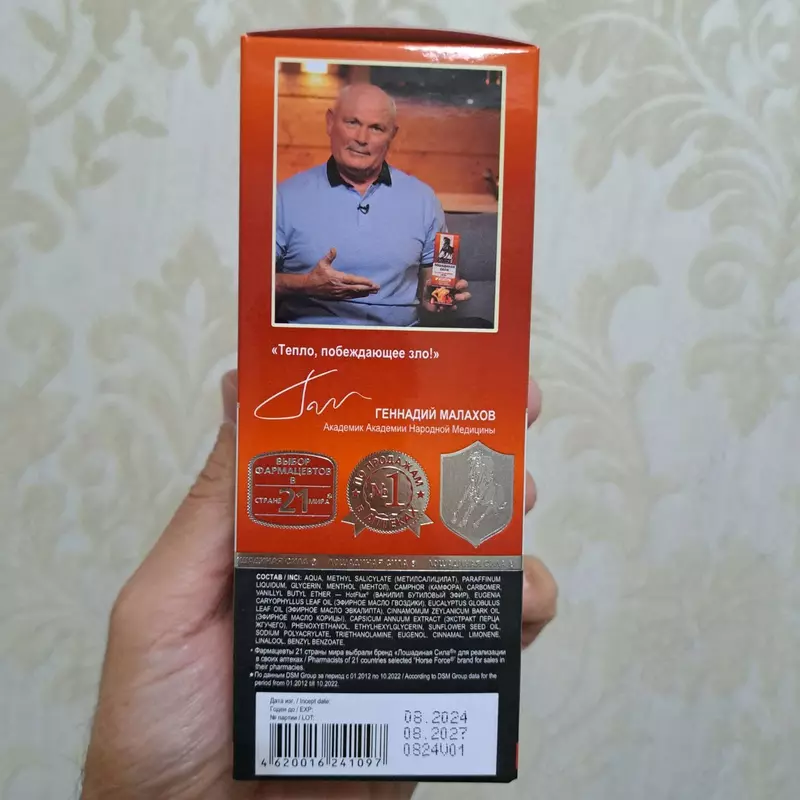 «Тепло, побеждающее зло!»
ГЕННАДИЙ МАЛАХОВ
Академик Академии Народной Медицины
ВЫБОР
ФАРМАЦЕВТОВ
В
СТРАНЕ 21 МИРА*
ПО ПРОДАЖАМ
№1
В АПТЕКАХ
ЛОШАДИНАЯ СИЛА
СОСТАВ / INCI: AQUA, METHYL SALICYLATE (МЕТИЛСАЛИЦИЛАТ), PARAFFINUM
LIQUIDUM, GLYCERIN, MENTHOL (МЕНТОЛ), CAMPHOR (КАМФОРА), CARBOMER,
VANILLYL BUTYL ETHER — HotFlux® (ВАНИЛИЛ БУТИЛОВЫЙ ЭФИР), EUGENIA
CARYOPHYLLUS LEAF OIL (ЭФИРНОЕ МАСЛО ГВОЗДИКИ), EUCALYPTUS GLOBULUS
LEAF OIL (ЭФИРНОЕ МАСЛО ЭВКАЛИПТА), CINNAMOMUM ZEYLANICUM BARK OIL
(ЭФИРНОЕ МАСЛО КОРИЦЫ), CAPSICUM ANNUUM EXTRACT (ЭКСТРАКТ ПЕРЦА
ЖГУЧЕГО), PHENOXYETHANOL, ETHYLHEXYLGLYCERIN, SUNFLOWER SEED OIL,
SODIUM POLYACRYLATE, TRIETHANOLAMINE, EUGENOL, CINNAMAL, LIMONENE,
LINALOOL, BENZYL BENZOATE.
* Фармацевты 21 страны мира выбрали бренд «Лошадиная Сила®» для реализации
в своих аптеках / Pharmacists of 21 countries selected "Horse Force®" brand for sales in
their pharmacies.
* По данным DSM Group за период с 01.2012 по 10.2022 / According to DSM Group data for the
period from 01.2012 till 10.2022.
Дата изг. / Incept date:
Годен до / EXP:
№ партии / LOT:
08.2024
08.2027
0824V01
4620016241097